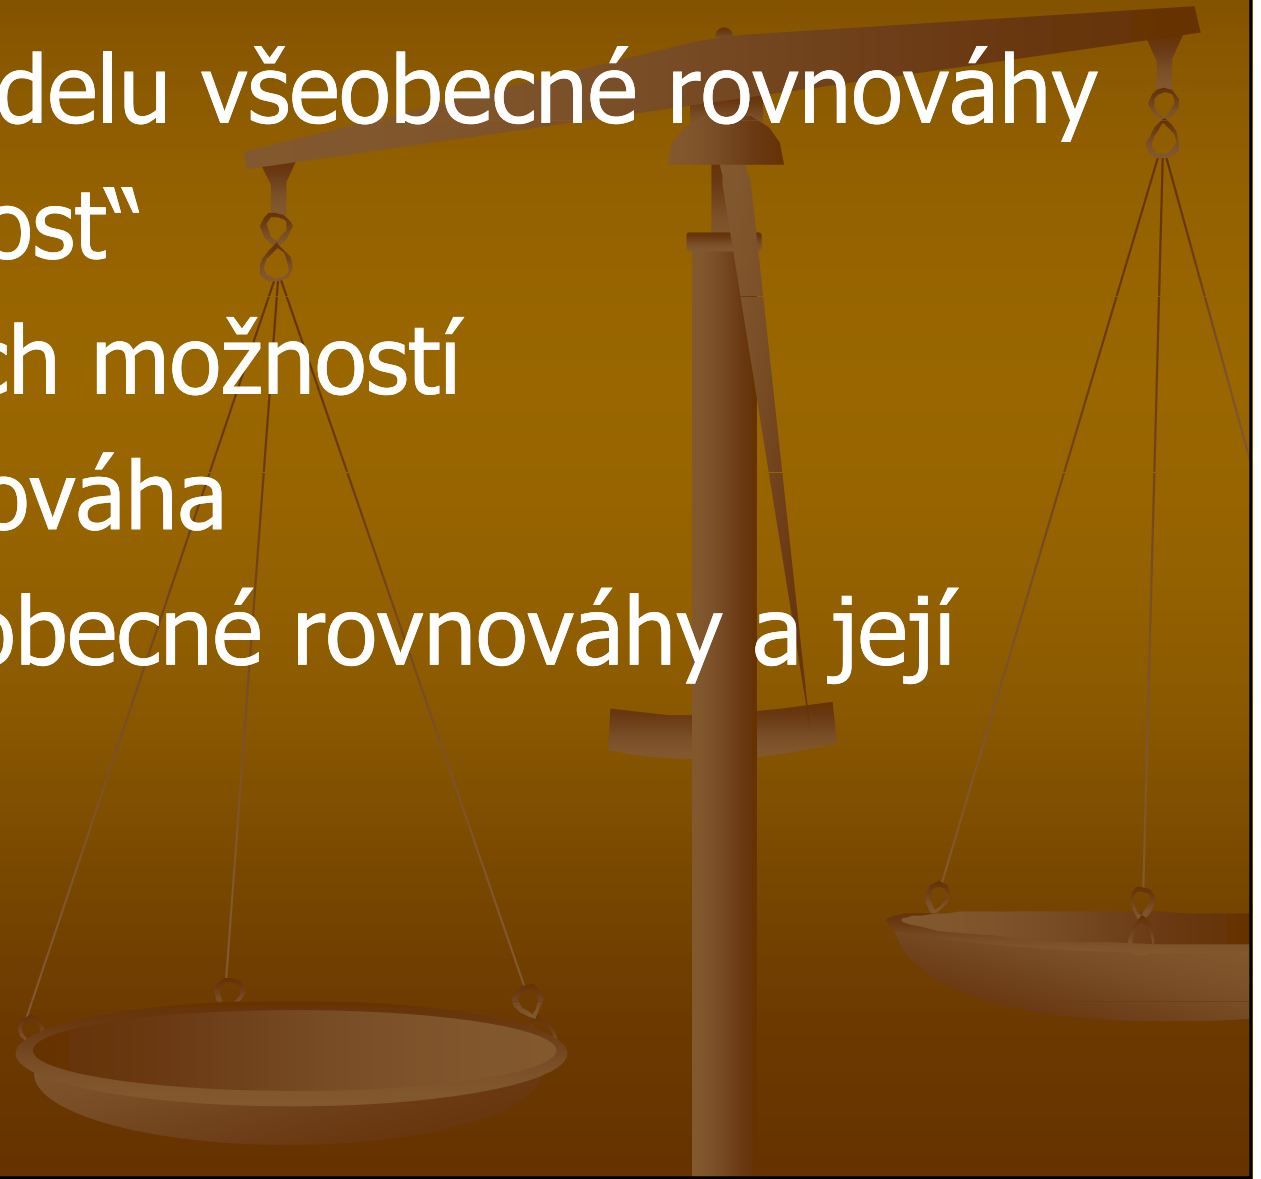 delu všeobecné rovnováhy
ost“
ch možností
ováha
obecné rovnováhy a její